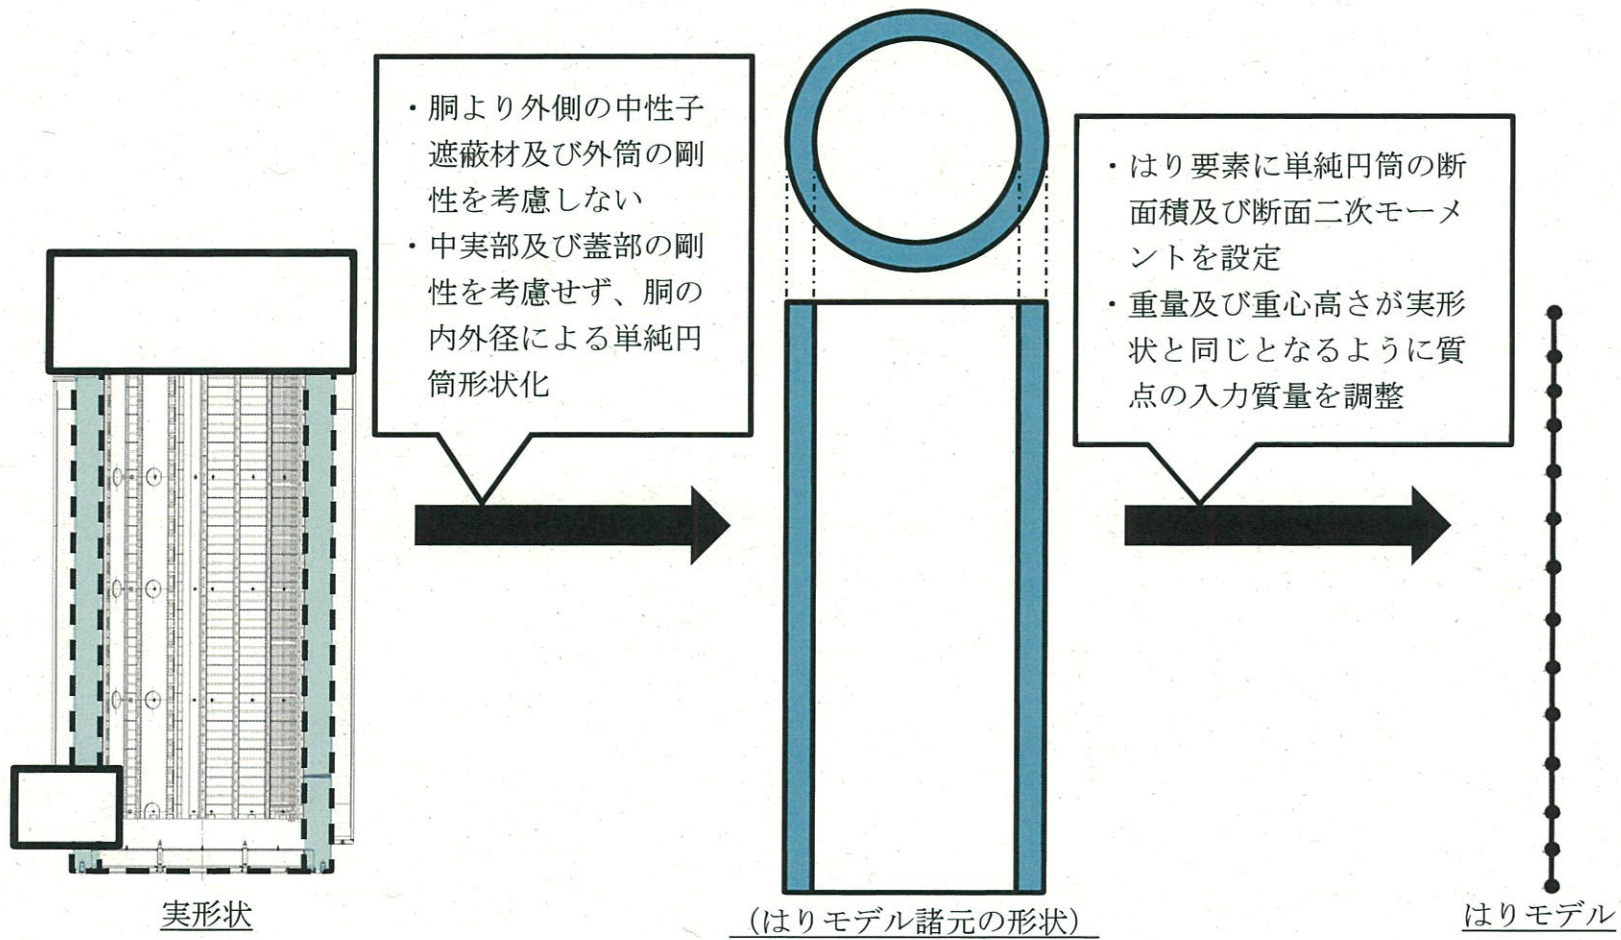 ・胴より外側の中性子
遮蔽材及び外筒の剛
性を考慮しない
・中実部及び蓋部の剛
性を考慮せず、胴の
内外径による単純円
筒形状化
・はり要素に単純円筒の断
面積及び断面二次モーメ
ントを設定
・重量及び重心高さが実形
状と同じとなるように質
点の入力質量を調整
実形状
(はりモデル諸元の形状)
はりモデル